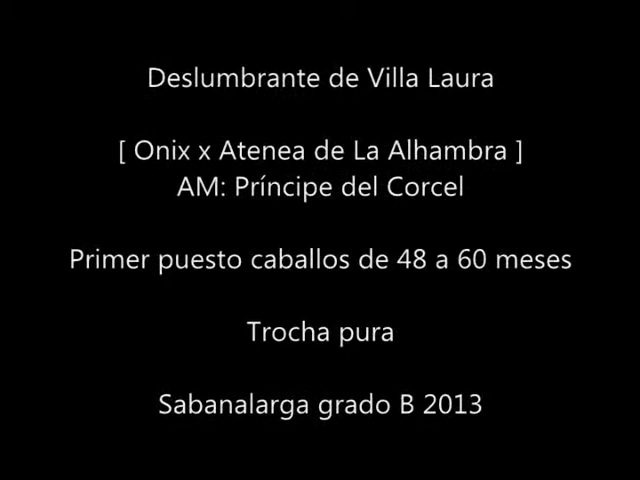 Deslumbrante de Villa Laura
[ Onix x Atenea de La Alhambra ]
AM: Príncipe del Corcel
Primer puesto caballos de 48 a 60 meses
Trocha pura
Sabanalarga grado B 2013